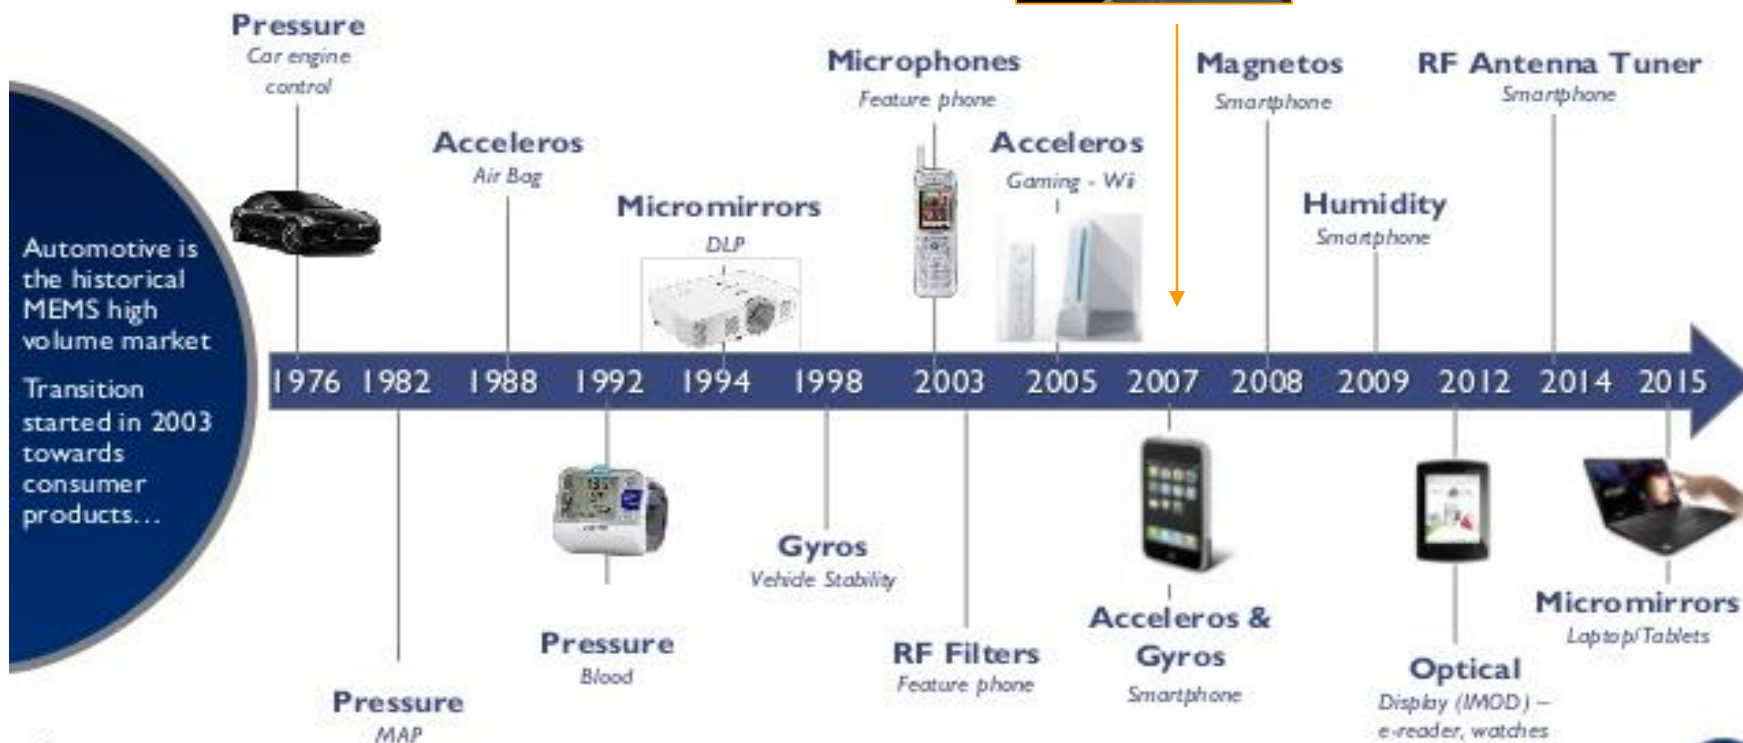 Pressure
Car engine
control
Microphones
Feature phone
Magnetos
Smartphone
RF Antenna Tuner
Smartphone
Acceleros
Air Bag
Acceleros
Gaming - Wii
Micromirrors
DLP
Humidity
Smartphone
Automotive is
the historical
MEMS high
volume market
Transition
started in 2003
towards
consumer
products...
1976 1982 1988 1992 1994 1998 2003 2005 2007 2008 2009 2012 2014 2015
Gyros
Vehicle Stability
Pressure
Blood
Pressure
MAP
RF Filters
Feature phone
Acceleros &
Gyros
Smartphone
Optical
Display (IMOD) –
e-reader, watches
Micromirrors
Laptop/Tablets